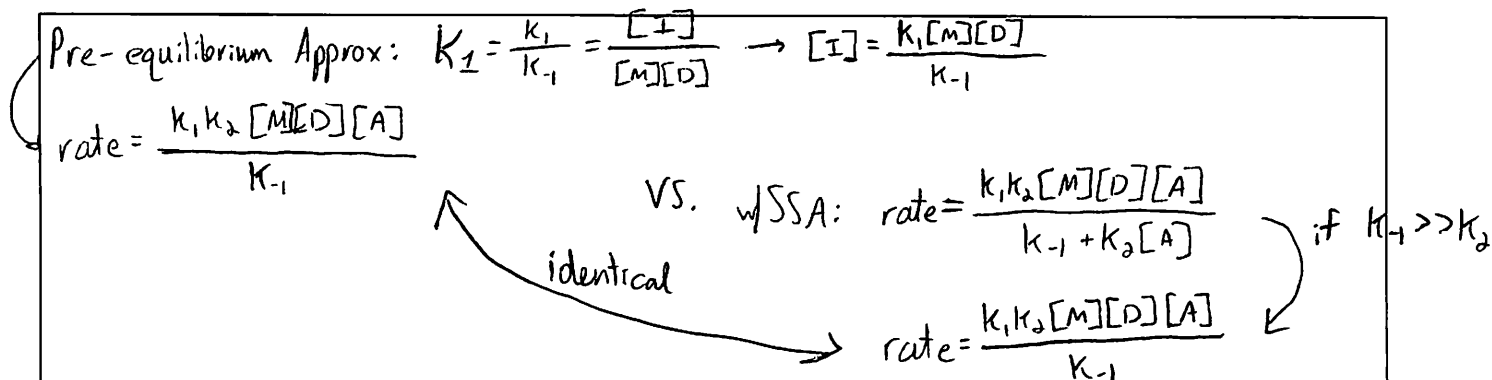 Pre-equilibrium Approx: K₁ = k₁/k₋₁ = [I]/[M][D] → [I] = k₁[M][D]/k₋₁
rate = k₁k₂[M][D][A]/k₋₁
VS. w/SSA: rate = k₁k₂[M][D][A]/k₋₁+k₂[A] if k₋₁>>k₂
identical
rate = k₁k₂[M][D][A]/k₋₁